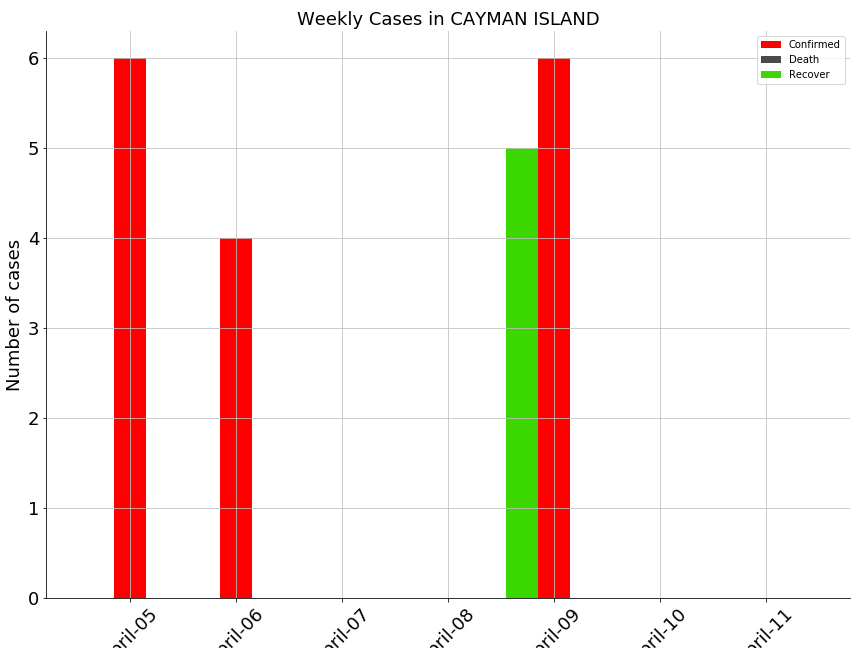 Weekly Cases in CAYMAN ISLAND
Confirmed
Death
Recover
Number of cases
6
5
4
3
2
1
0
pril-05
pril-06
pril-07
pril-08
pril-09
pril-10
pril-11